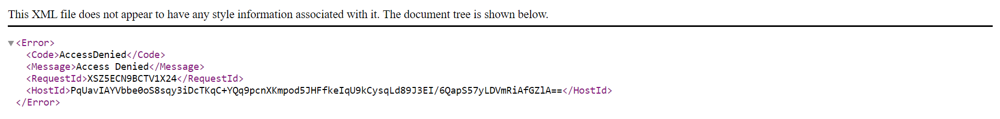 This XML file does not appear to have any style information associated with it. The document tree is shown below.
<Error>
<Code>AccessDenied</Code>
<Message>Access Denied</Message>
<RequestId>XSZ5ECN9BCTV1X24</RequestId>
<HostId>PqUavIAYVbbe0oS8sqy3iDcTKqC+YQq9pcnXKmpod5JHFfkeIqU9kCysqLd89J3EI/6QapS57yLDVmRiAfGZlA==</HostId>
</Error>